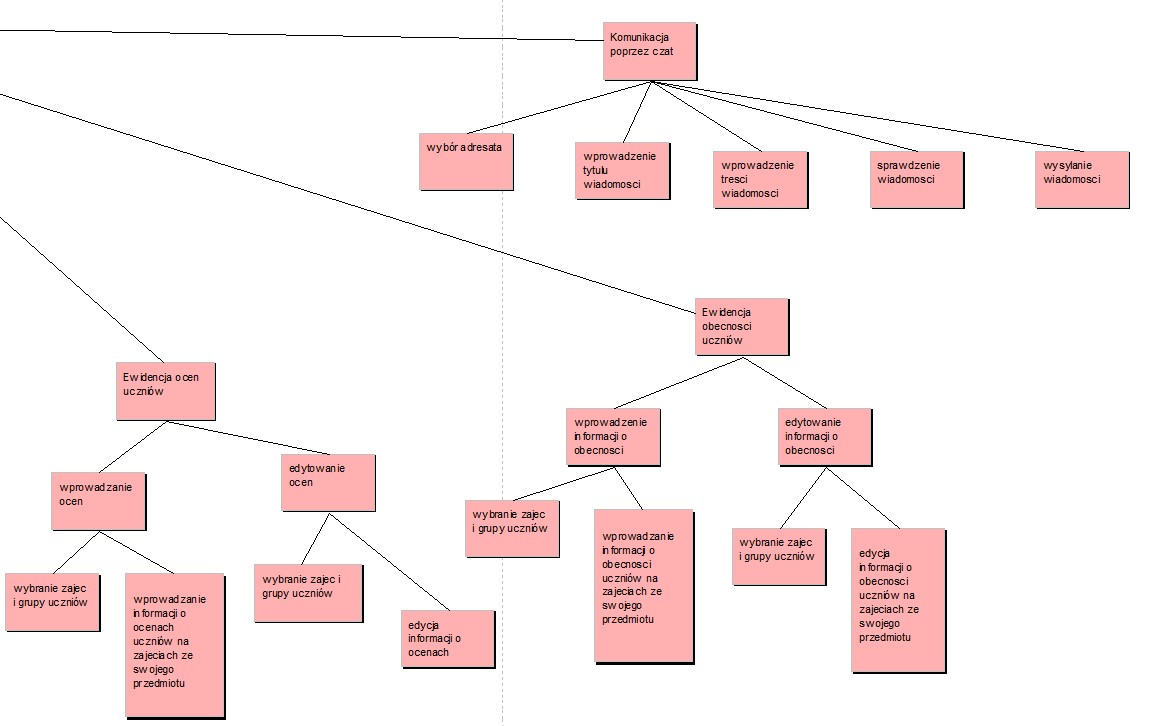 Komunikacja
poprzez czat
wybór adresata
wprowadzenie
tytulu
wiadomosci
wprowadzenie
tresci
wiadomosci
sprawdzenie
wiadomosci
wysylanie
wiadomosci
Ewidencja
obecnosci
uczniów
Ewidencja ocen
uczniów
wprowadzenie
informacji o
obecnosci
edytowanie
informacji o
obecnosci
wprowadzanie
ocen
edytowanie
ocen
wybranie zajec
i grupy uczniów
wprowadzanie
informacji o
obecnosci
uczniów na
zajeciach ze
swojego
przedmiotu
wybranie zajec
i grupy uczniów
edycja
informacji o
obecnosci
uczniów na
zajeciach ze
swojego
przedmiotu
wybranie zajec
i grupy uczniów
wprowadzanie
informacji o
ocenach
uczniów na
zajeciach ze
swojego
przedmiotu
wybranie zajec i
grupy uczniów
edycja
informacji o
ocenach